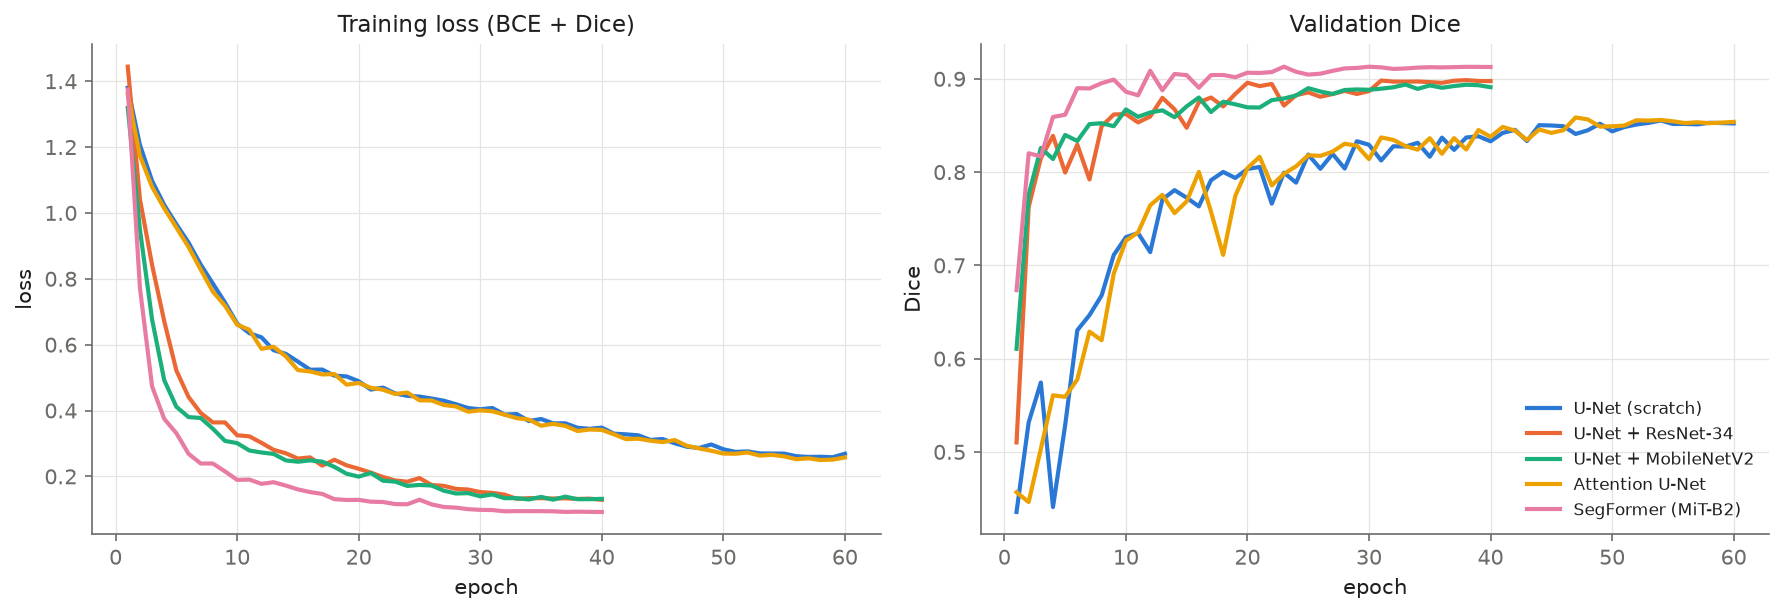 Training loss (BCE + Dice)
1.4
1.2
1.0
0.8
0.6
0.4
0.2
loss
0 10 20 30 40 50 60
epoch
Validation Dice
0.9
0.8
0.7
0.6
0.5
Dice
U-Net (scratch)
U-Net + ResNet-34
U-Net + MobileNetV2
Attention U-Net
SegFormer (MiT-B2)
0 10 20 30 40 50 60
epoch